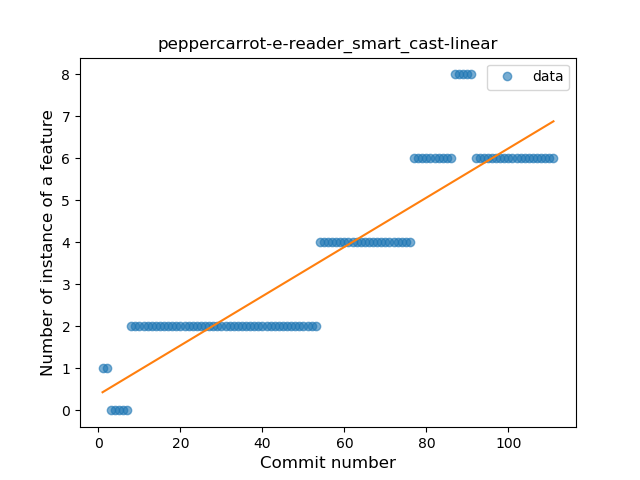 peppercarrot-e-reader_smart_cast-linear
data
Number of instance of a feature
8
7
6
5
4
3
2
1
0
0 20 40 60 80 100
Commit number